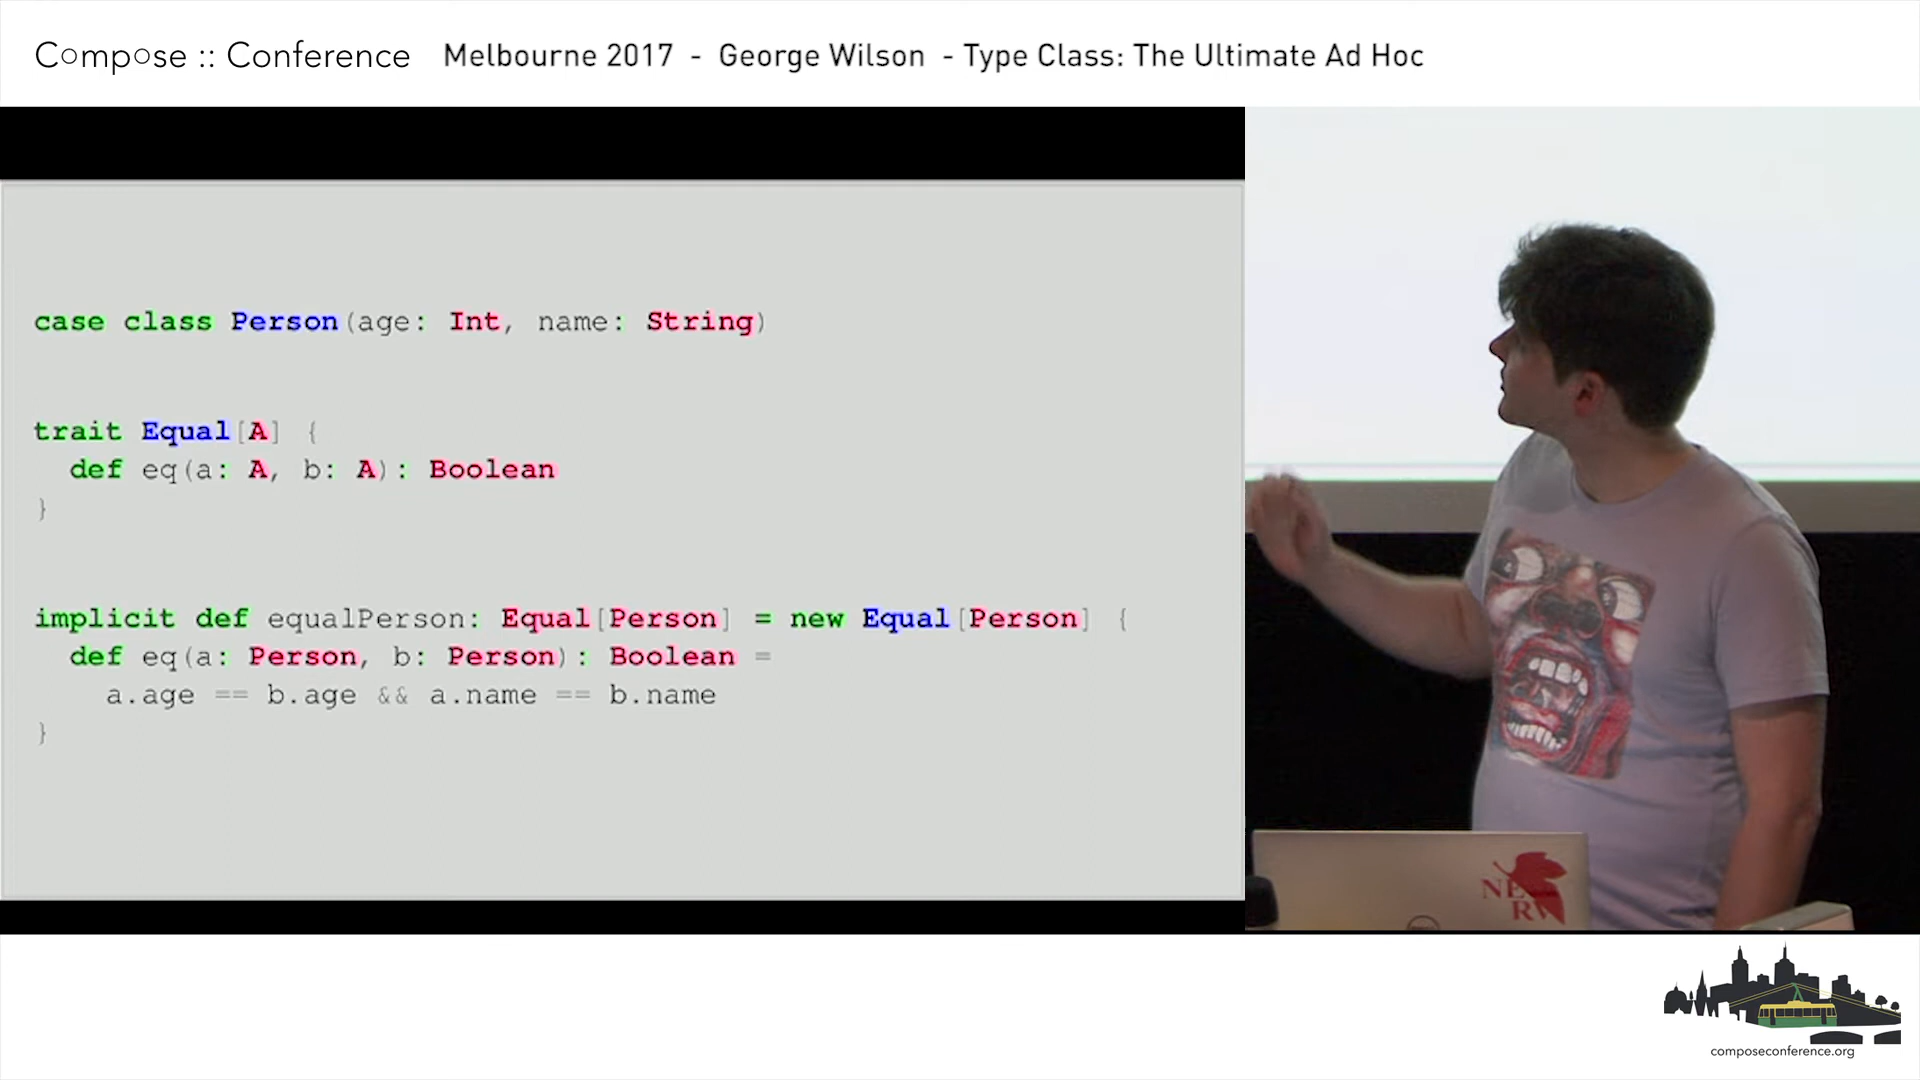 Compose :: Conference Melbourne 2017 - George Wilson - Type Class: The Ultimate Ad Hoc
case class Person(age: Int, name: String)
trait Equal[A] {
def eq(a: A, b: A): Boolean
}
implicit def equalPerson: Equal[Person] = new Equal[Person] {
def eq(a: Person, b: Person): Boolean =
a.age == b.age && a.name == b.name
}
NERV
composeconference.org